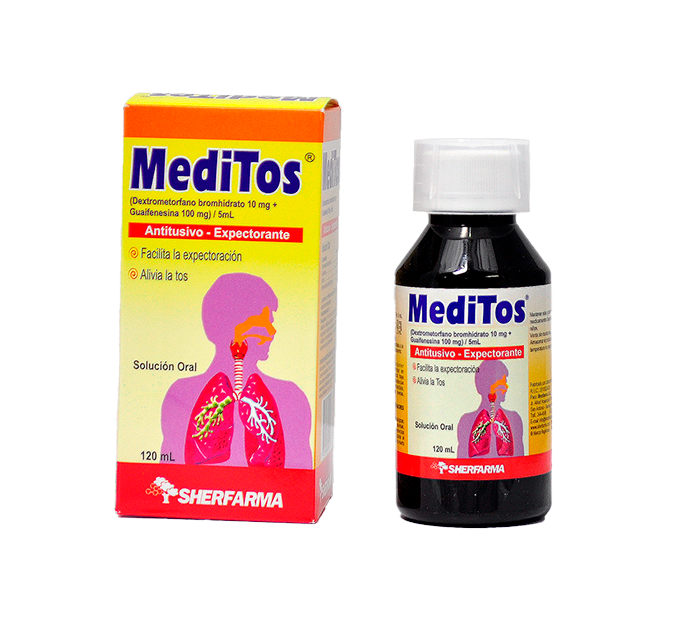 MediTos
MediTos®
(Dextrometorfano bromhidrato 10 mg +
Guaifenesina 100 mg) / 5mL
Antitusivo - Expectorante
Facilita la expectoración
Alivia la tos
Solución Oral
120 mL
SHERFARMA
MediTos®
(Dextrometorfano bromhidrato 10 mg +
Guaifenesina 100 mg) / 5mL
Antitusivo - Expectorante
Facilita la expectoración
Alivia la Tos
Solución Oral
120 mL
SHERFARMA